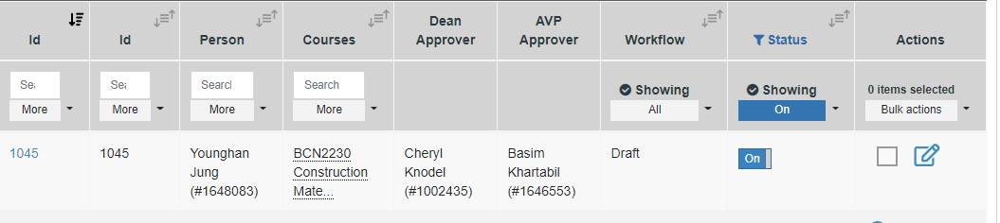 Id
Id
Person
Courses
Dean
Approver
AVP
Approver
Workflow
Status
Actions
Sea
More
Sea
More
Search
More
Search
More
Showing
All
Showing
On
0 items selected
Bulk actions
1045
1045
Younghan
Jung
(#1648083)
BCN2230
Construction
Mate...
Cheryl
Knodel
(#1002435)
Basim
Khartabil
(#1646553)
Draft
On